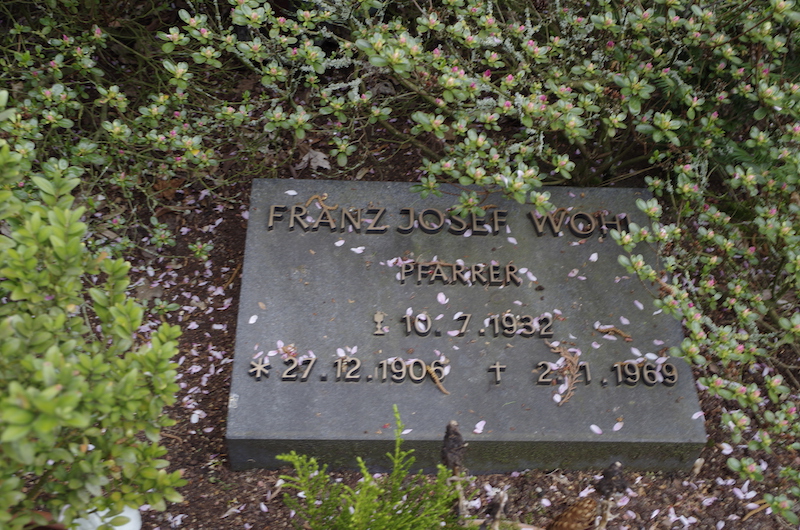 FRANZ JOSEF
PFARRER
10. 7. 1932
* 27. 12. 1906 † 1969